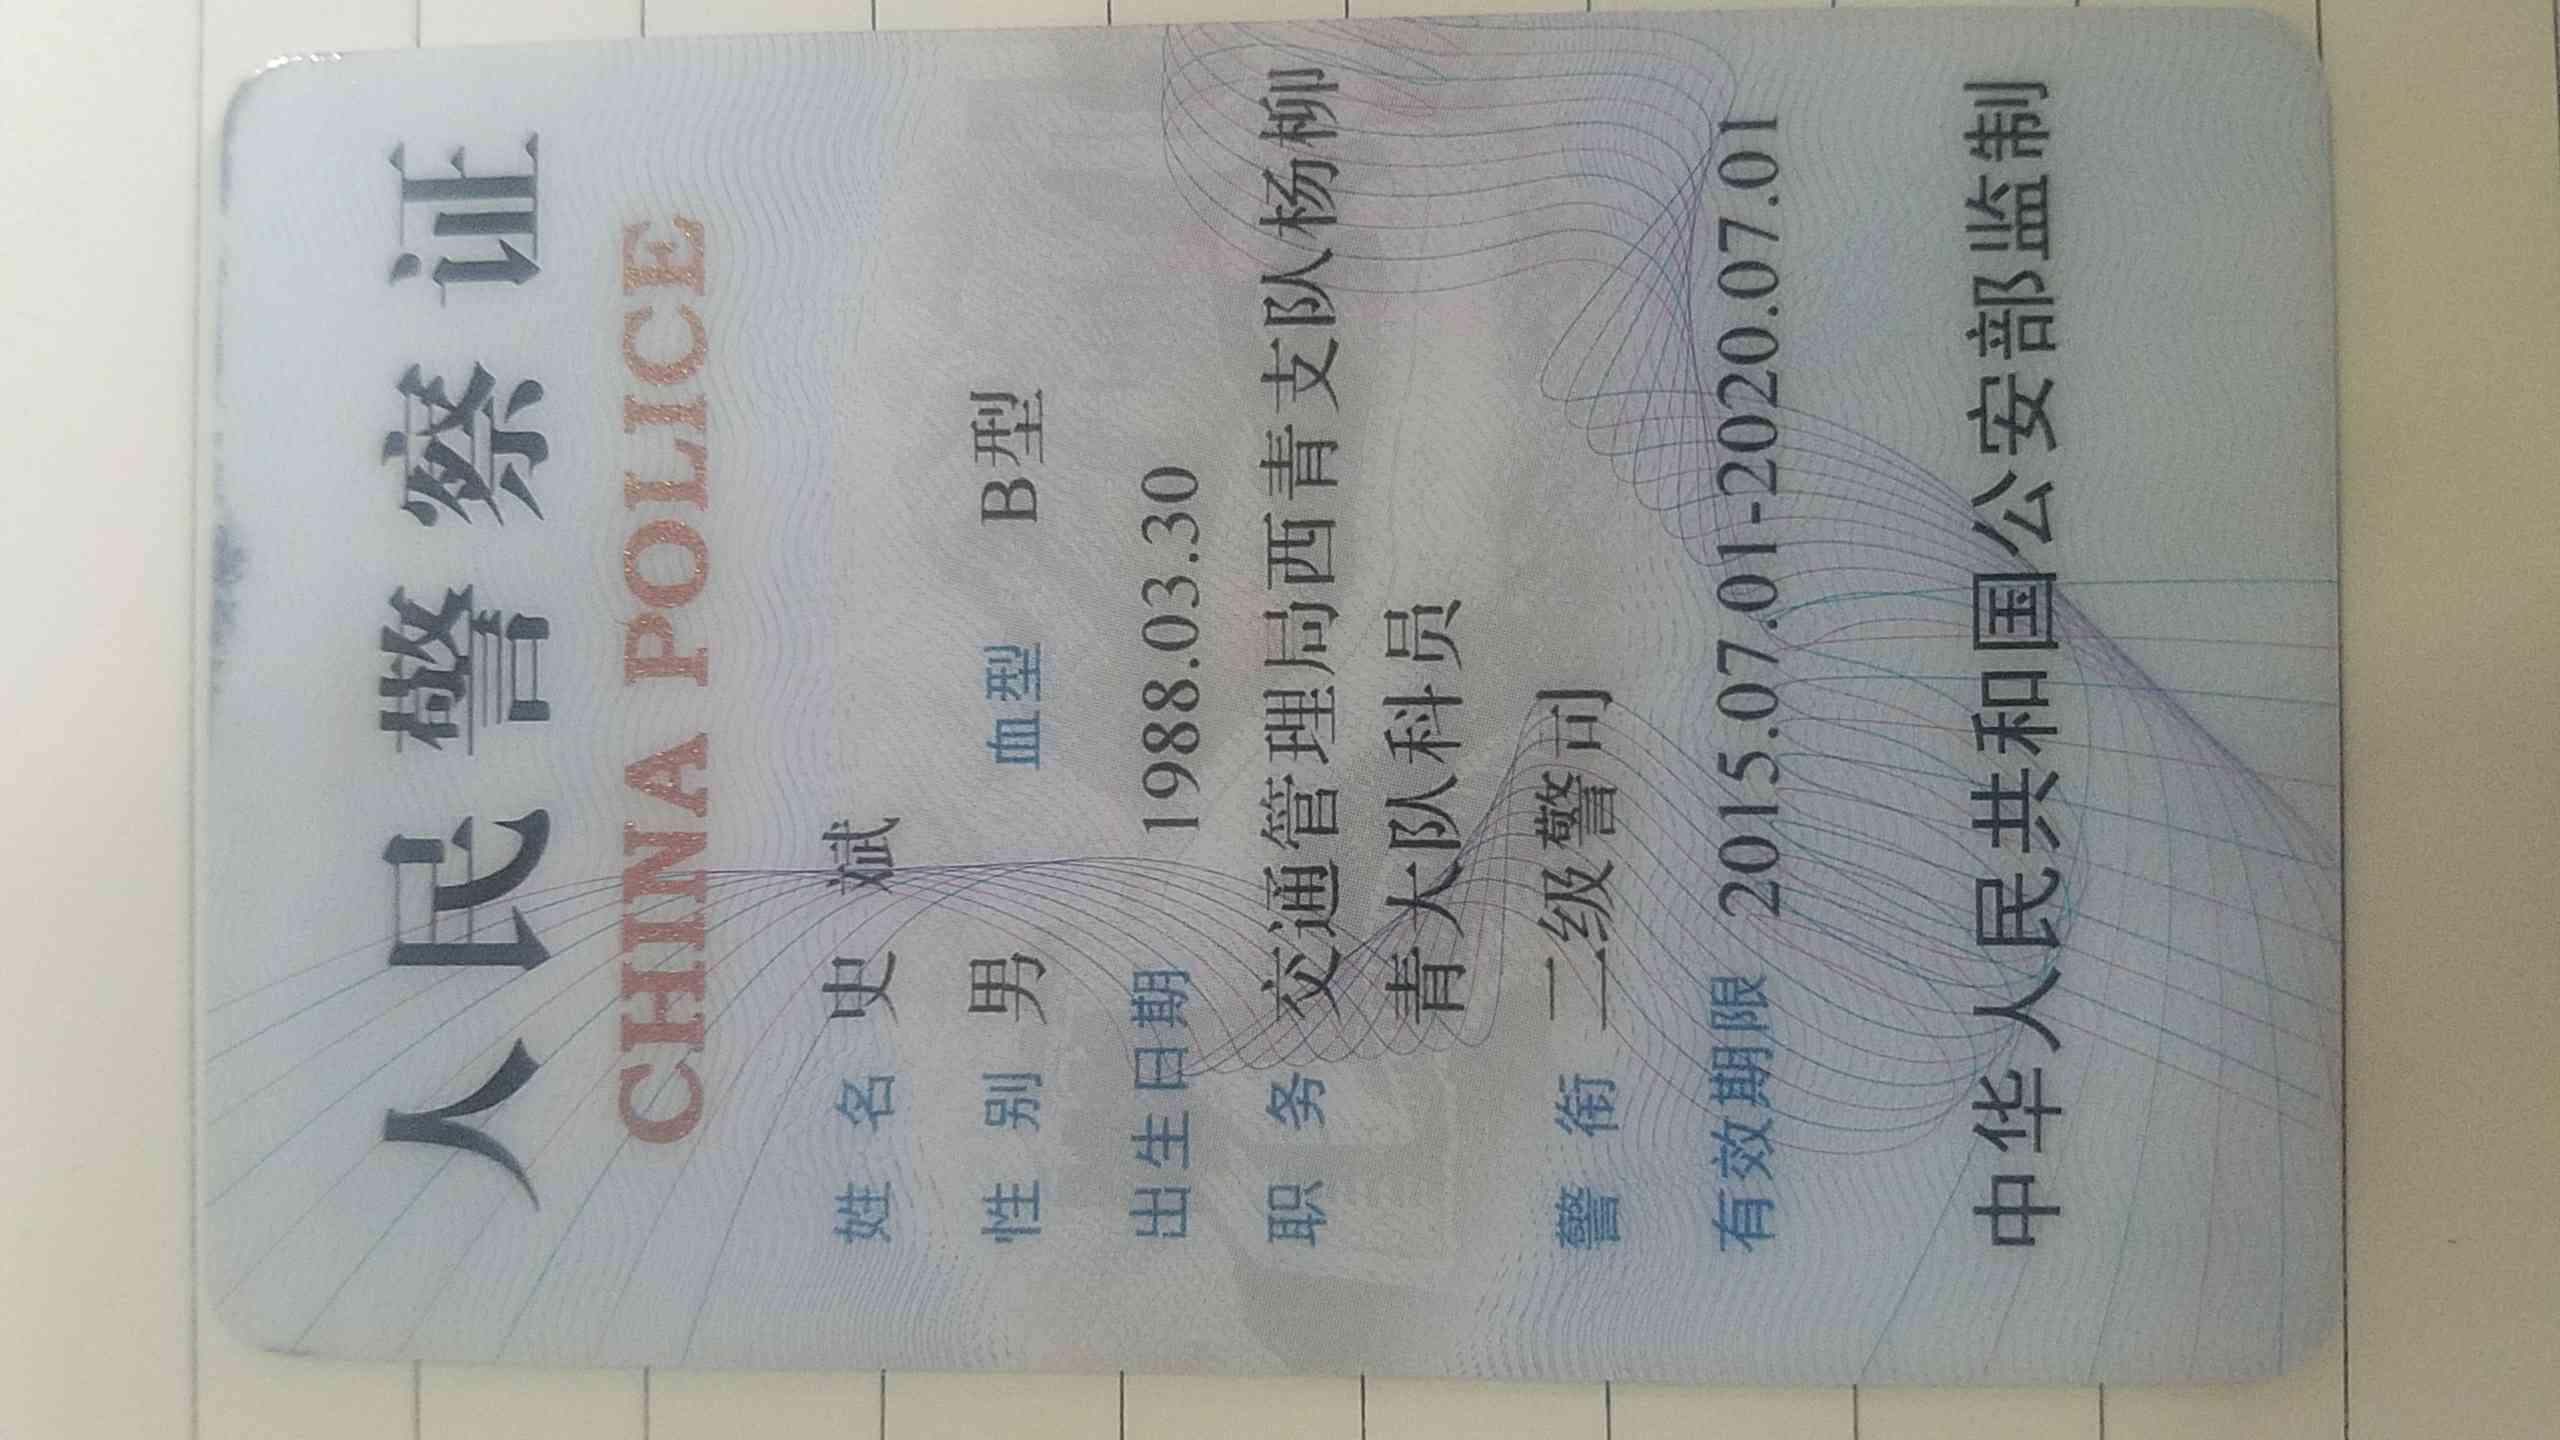 人民警察证
CHINA POLICE
姓 名 史 斌
性 别 男 血型 B型
出生日期 1988.03.30
职 务 交通管理局西青支队杨柳
青大队科员
警 衔 二级警司
有效期限 2015.07.01-2020.07.01
中华人民共和国公安部监制